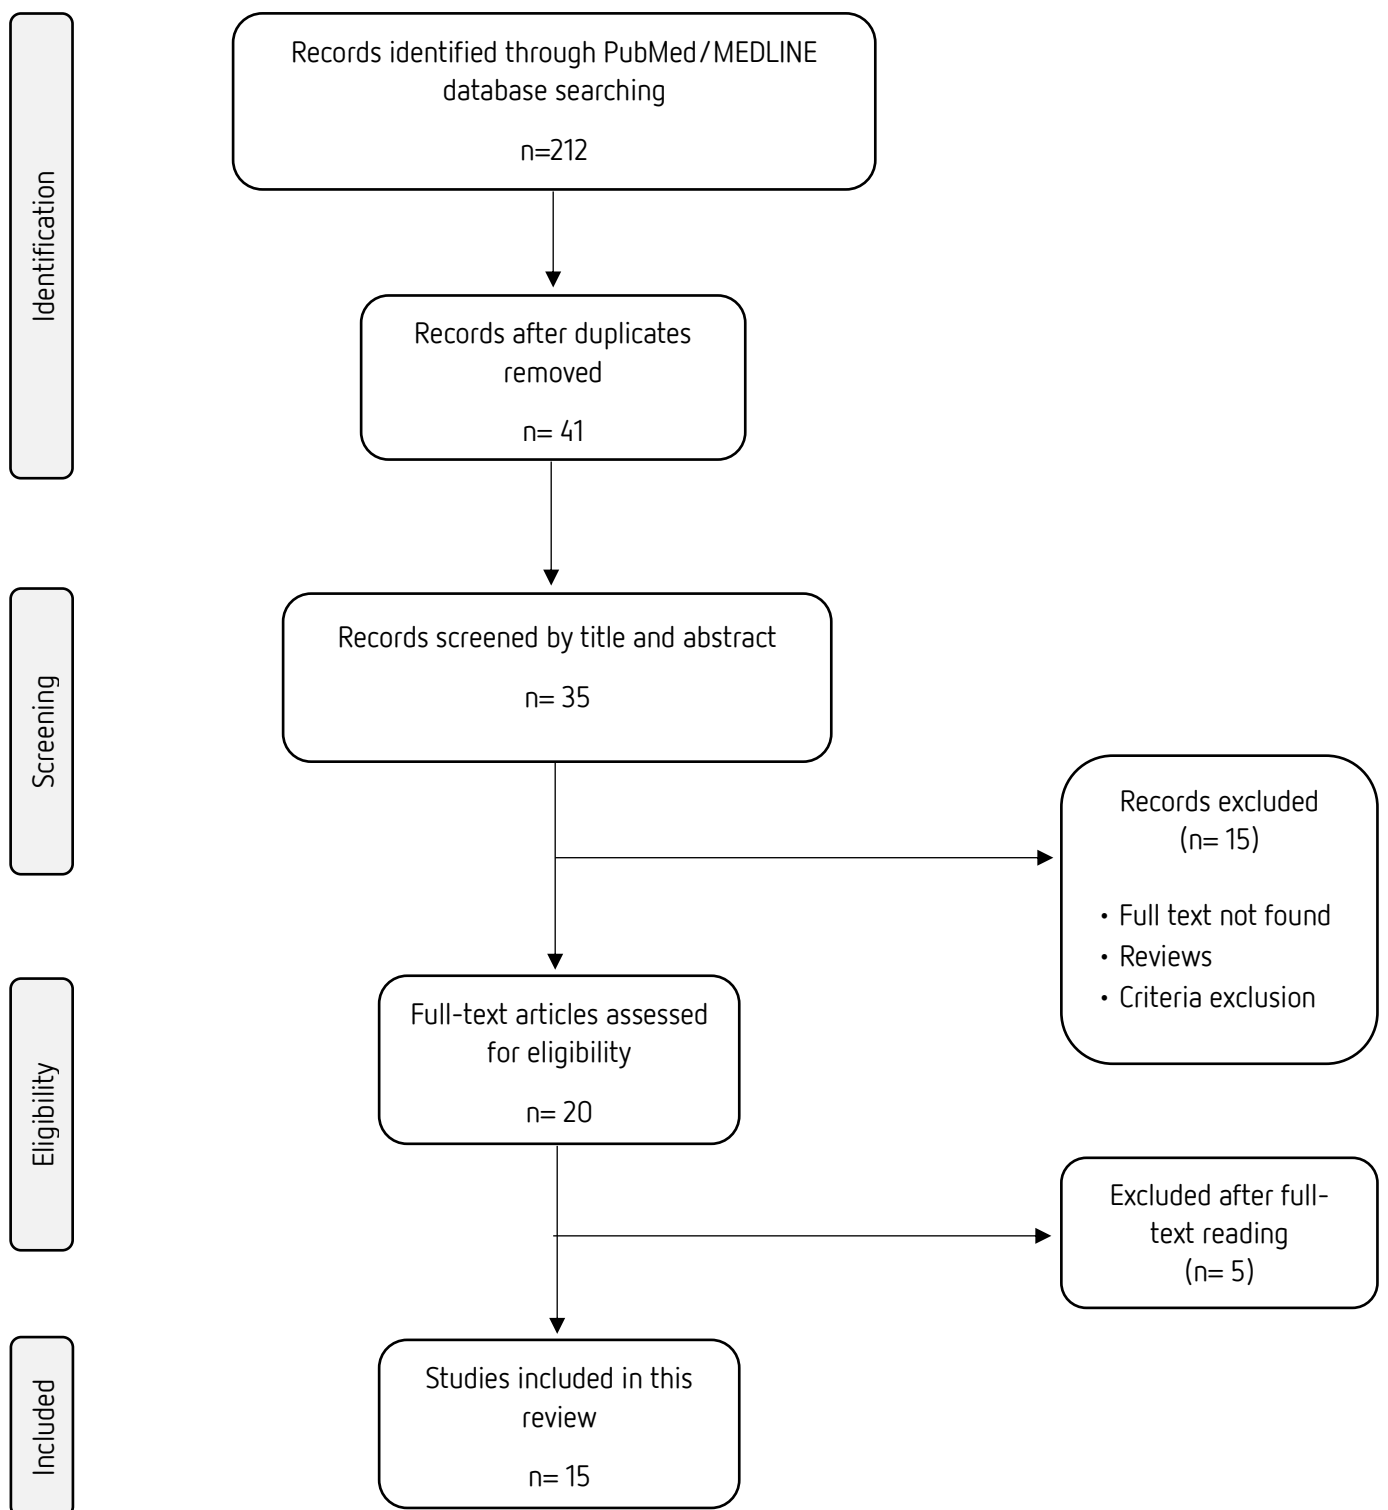 Identification
Records identified through PubMed/MEDLINE
database searching
n=212
Records after duplicates
removed
n= 41
Screening
Records screened by title and abstract
n= 35
Records excluded
(n= 15)
• Full text not found
• Reviews
• Criteria exclusion
Eligibility
Full-text articles assessed
for eligibility
n= 20
Excluded after full-
text reading
(n= 5)
Included
Studies included in this
review
n= 15